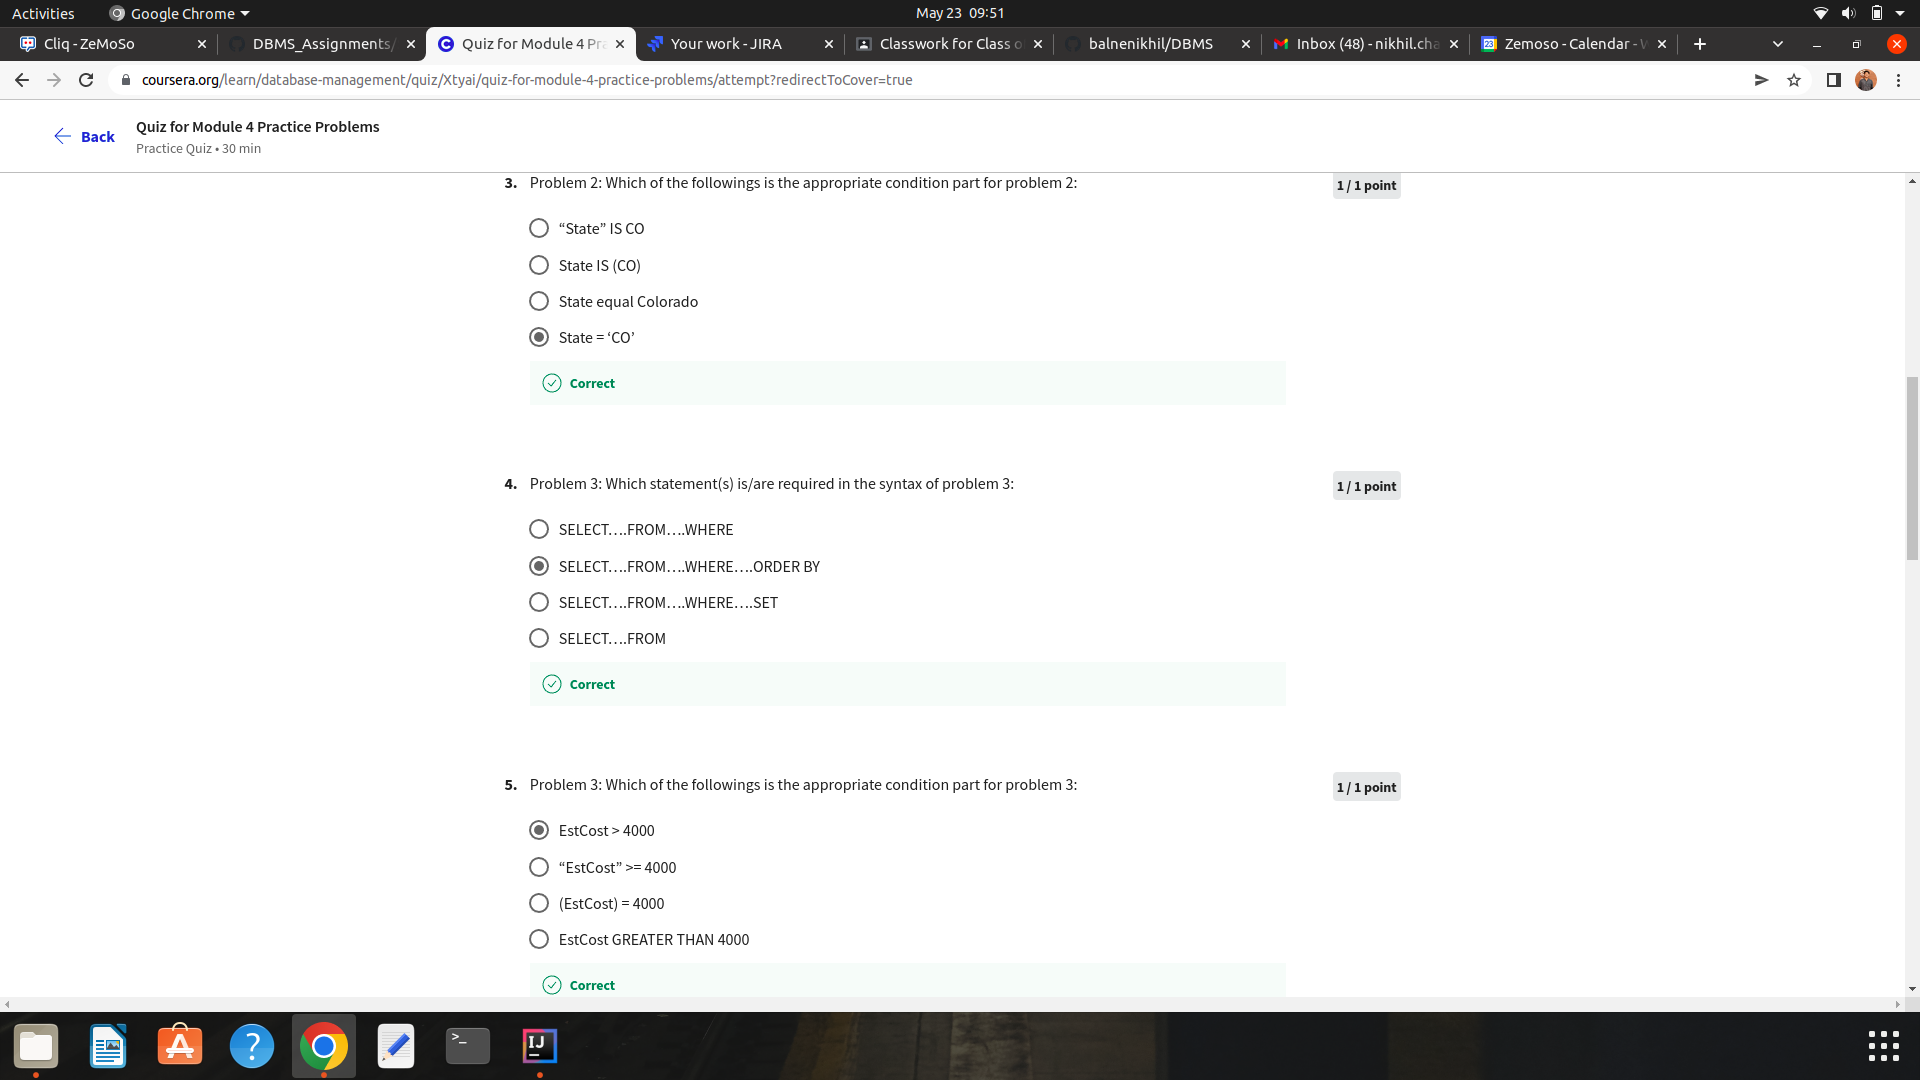 Activities
Google Chrome
May 23 09:51
Cliq - ZeMoSo
DBMS_Assignments/
Quiz for Module 4 Pra
Your work - JIRA
Classwork for Class o
balnenikhil/DBMS
Inbox (48) - nikhil.cha
Zemoso - Calendar - W
coursera.org/learn/database-management/quiz/Xtyai/quiz-for-module-4-practice-problems/attempt?redirectToCover=true
Back
Quiz for Module 4 Practice Problems
Practice Quiz • 30 min
3. Problem 2: Which of the followings is the appropriate condition part for problem 2:
1 / 1 point
“State” IS CO
State IS (CO)
State equal Colorado
State = ‘CO’
Correct
4. Problem 3: Which statement(s) is/are required in the syntax of problem 3:
1 / 1 point
SELECT….FROM….WHERE
SELECT….FROM….WHERE….ORDER BY
SELECT….FROM….WHERE….SET
SELECT….FROM
Correct
5. Problem 3: Which of the followings is the appropriate condition part for problem 3:
1 / 1 point
EstCost > 4000
“EstCost” >= 4000
(EstCost) = 4000
EstCost GREATER THAN 4000
Correct